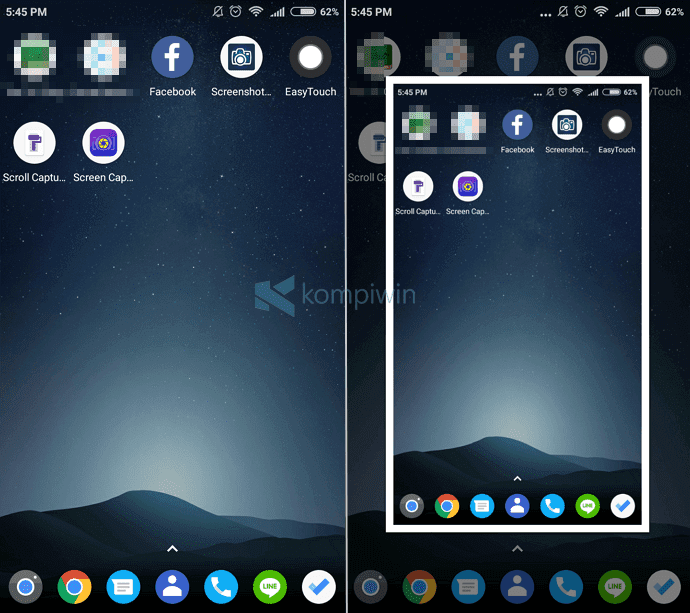 5:45 PM
62%
Facebook
Screenshot...
EasyTouch
Scroll Captu...
Screen Cap...
LINE
5:45 PM
62%
Scroll C
yTouch
5:45 PM
62%
Facebook
Screenshot...
EasyTouch
Scroll Captu...
Screen Cap...
LINE
LINE
kompiwin